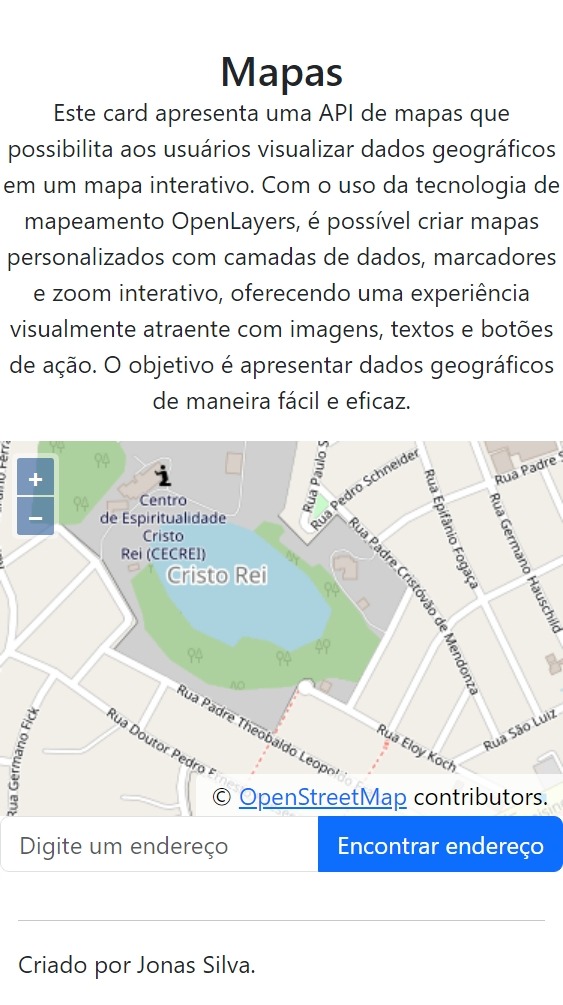 Mapas
Este card apresenta uma API de mapas que
possibilita aos usuários visualizar dados geográficos
em um mapa interativo. Com o uso da tecnologia de
mapeamento OpenLayers, é possível criar mapas
personalizados com camadas de dados, marcadores
e zoom interativo, oferecendo uma experiência
visualmente atraente com imagens, textos e botões
de ação. O objetivo é apresentar dados geográficos
de maneira fácil e eficaz.
+
−
Centro
de Espiritualidade
Cristo
Rei (CECREI)
Cristo Rei
Rua Paulo S
Rua Pedro Schneider
Rua Padre S
Rua Epifânio Fogaça
Rua Germano Hauschild
Rua Padre Cristóvão de Mendonza
Rua Padre Theobaldo Leopoldo
Rua Doutor Pedro
Rua Eloy Koch
Rua São Luiz
Rua Germano Fick
© OpenStreetMap contributors.
Digite um endereço
Encontrar endereço
Criado por Jonas Silva.